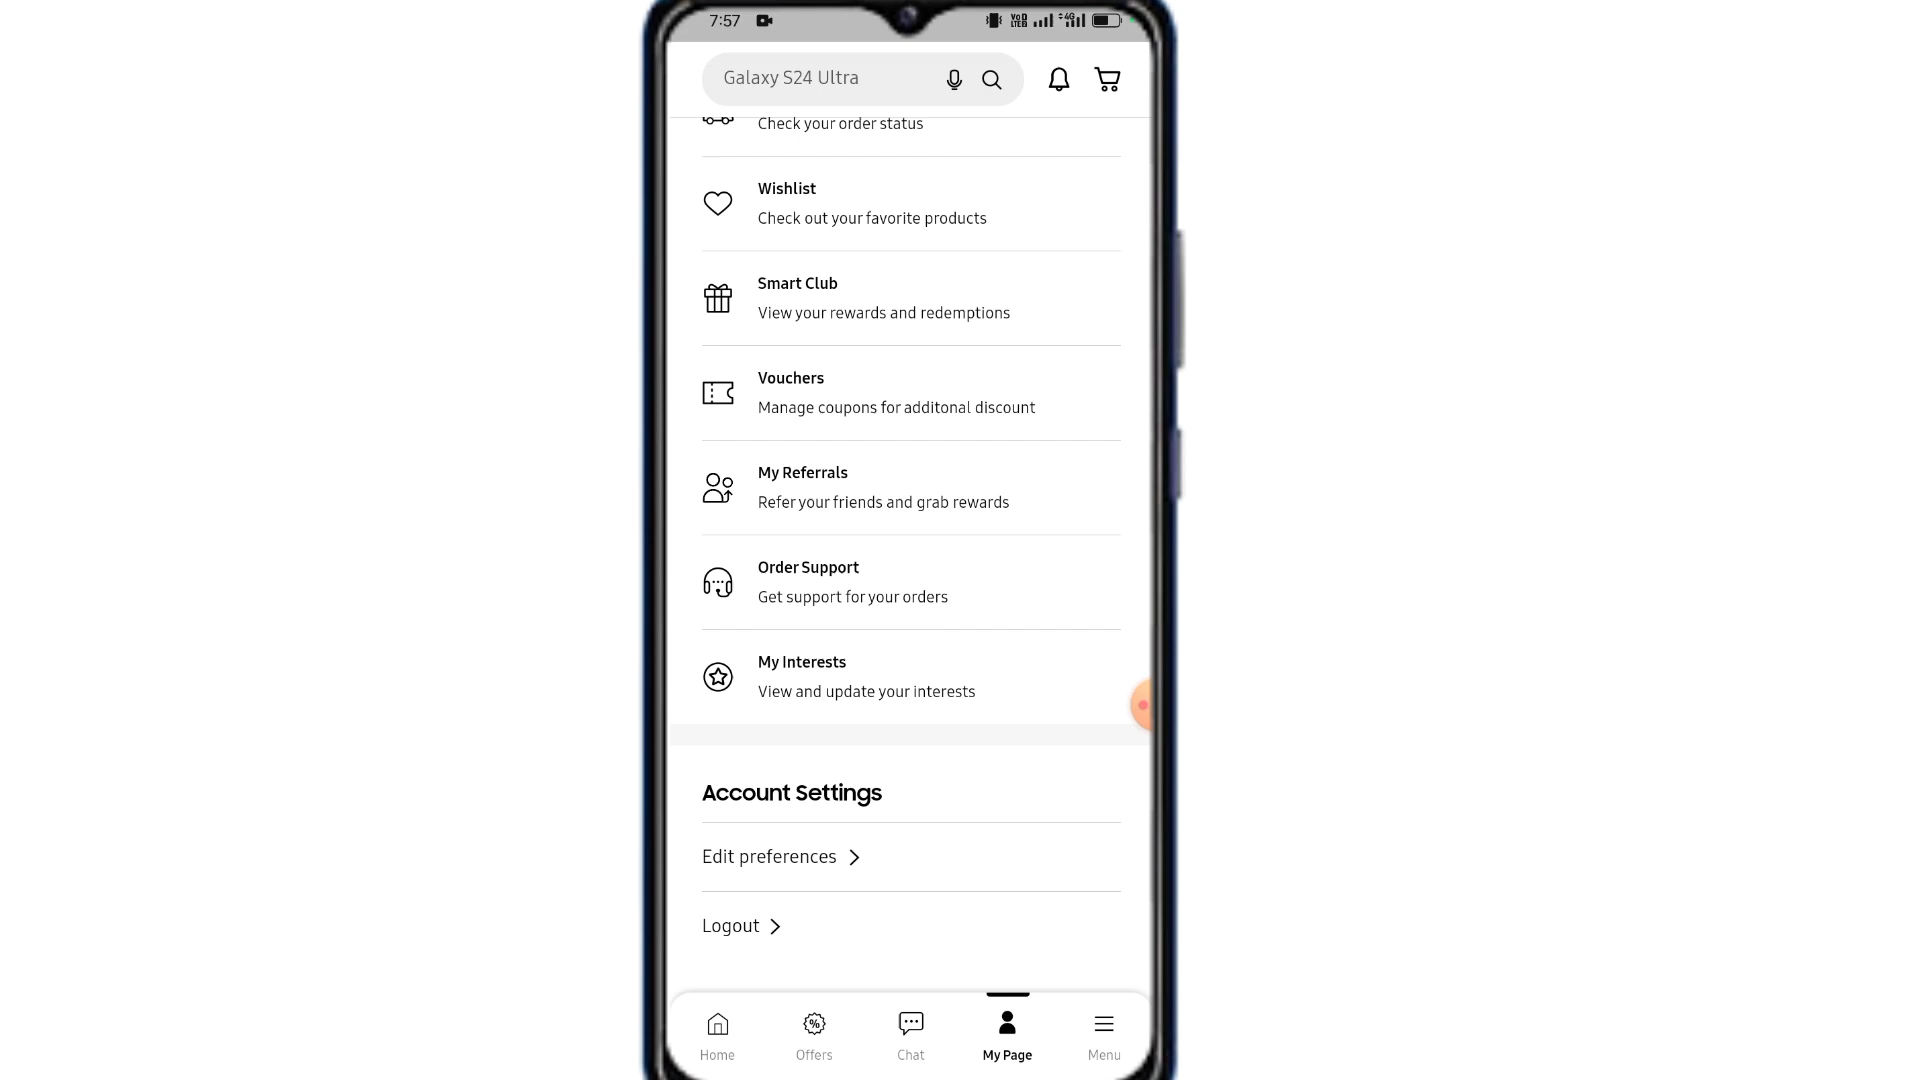 7:57
VoD
LTE2
4G
Galaxy S24 Ultra
Check your order status
Wishlist
Check out your favorite products
Smart Club
View your rewards and redemptions
Vouchers
Manage coupons for additonal discount
My Referrals
Refer your friends and grab rewards
Order Support
Get support for your orders
My Interests
View and update your interests
Account Settings
Edit preferences
Logout
Home
Offers
Chat
My Page
Menu